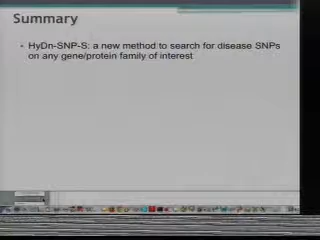 Summary
• HyDn-SNP-S: a new method to search for disease SNPs
on any gene/protein family of interest